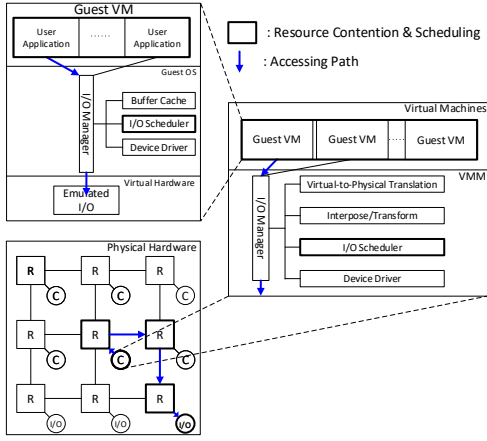 Guest VM
User Application
......
User Application
Guest OS
I/O Manager
Buffer Cache
I/O Scheduler
Device Driver
Virtual Hardware
Emulated I/O
: Resource Contention & Scheduling
: Accessing Path
Virtual Machines
Guest VM
Guest VM
......
Guest VM
VMM
I/O Manager
Virtual-to-Physical Translation
Interpose/Transform
I/O Scheduler
Device Driver
Physical Hardware
R
R
R
C
C
C
R
R
R
C
C
C
R
R
R
I/O
I/O
I/O